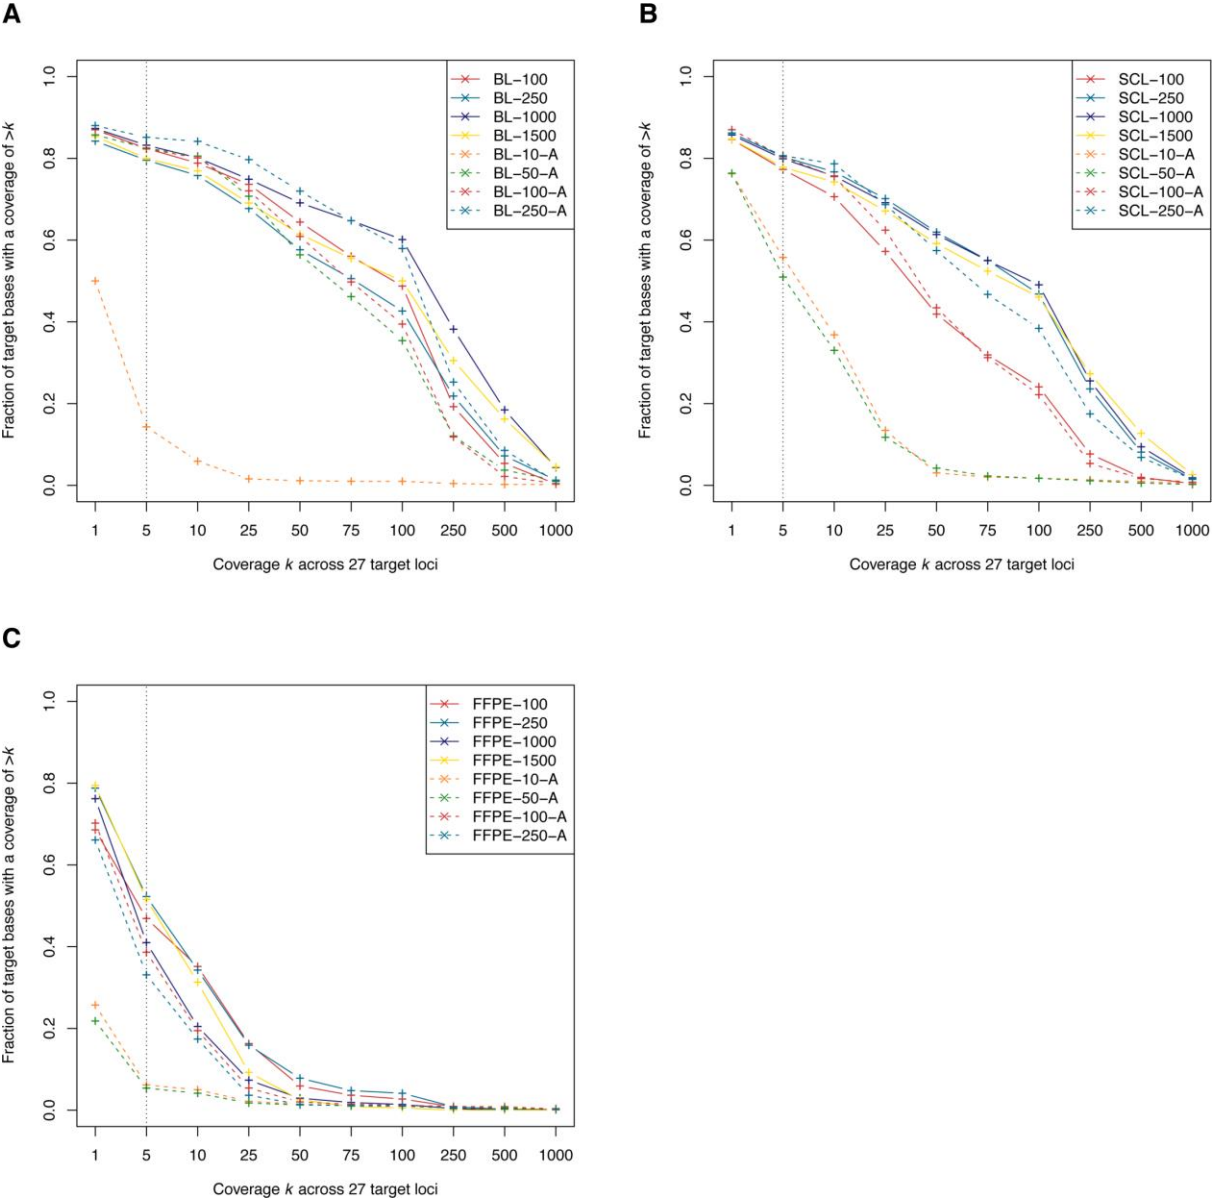 A
Fraction of target bases with a coverage of >k
1.0
0.8
0.6
0.4
0.2
0.0
BL−100
BL−250
BL−1000
BL−1500
BL−10−A
BL−50−A
BL−100−A
BL−250−A
1 5 10 25 50 75 100 250 500 1000
Coverage k across 27 target loci
B
Fraction of target bases with a coverage of >k
1.0
0.8
0.6
0.4
0.2
0.0
SCL−100
SCL−250
SCL−1000
SCL−1500
SCL−10−A
SCL−50−A
SCL−100−A
SCL−250−A
1 5 10 25 50 75 100 250 500 1000
Coverage k across 27 target loci
C
Fraction of target bases with a coverage of >k
1.0
0.8
0.6
0.4
0.2
0.0
FFPE−100
FFPE−250
FFPE−1000
FFPE−1500
FFPE−10−A
FFPE−50−A
FFPE−100−A
FFPE−250−A
1 5 10 25 50 75 100 250 500 1000
Coverage k across 27 target loci